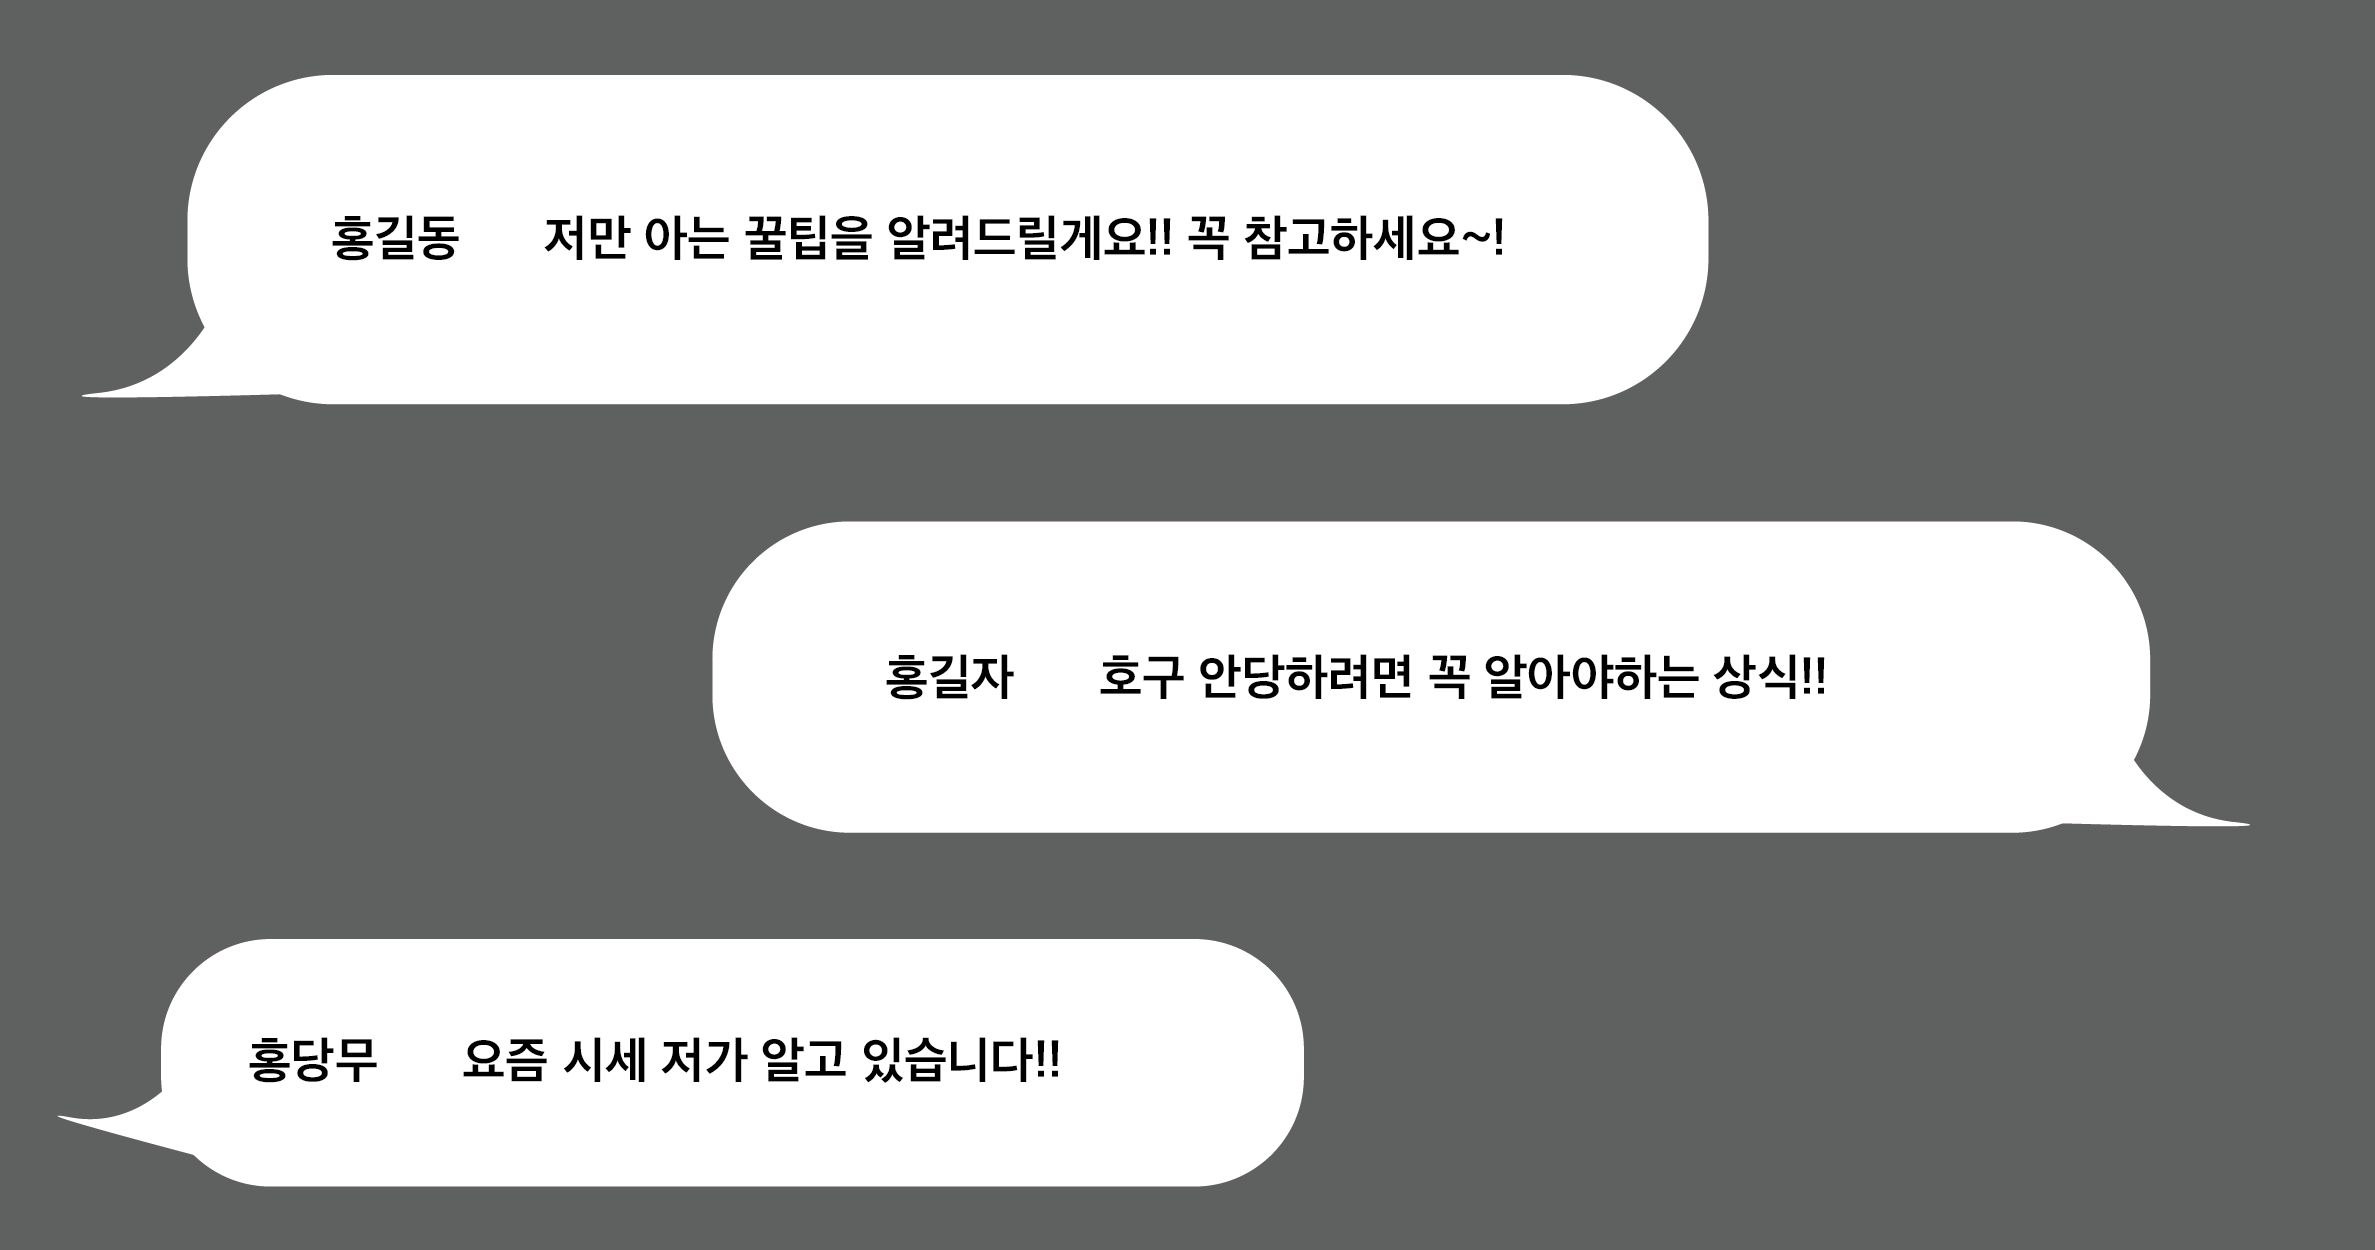 홍길동 저만 아는 꿀팁을 알려드릴게요!! 꼭 참고하세요~!
홍길자 호구 안당하려면 꼭 알아야하는 상식!!
홍당무 요즘 시세 저가 알고 있습니다!!